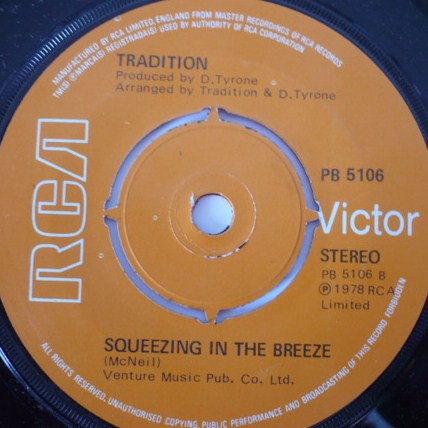 MANUFACTURED BY RCA LIMITED, ENGLAND FROM MASTER RECORDINGS OF RCA RECORDS
TM(S) ® MARCA(S) REGISTRADA(S) USED BY AUTHORITY OF RCA CORPORATION
TRADITION
Produced by D.Tyrone
Arranged by Tradition & D.Tyrone
RCA
PB 5106
Victor
STEREO
PB 5106 B
℗ 1978 RCA
Limited
SQUEEZING IN THE BREEZE
(McNeil)
Venture Music Pub. Co. Ltd.
ALL RIGHTS RESERVED. UNAUTHORISED COPYING, PUBLIC PERFORMANCE AND BROADCASTING OF THIS RECORD FORBIDDEN